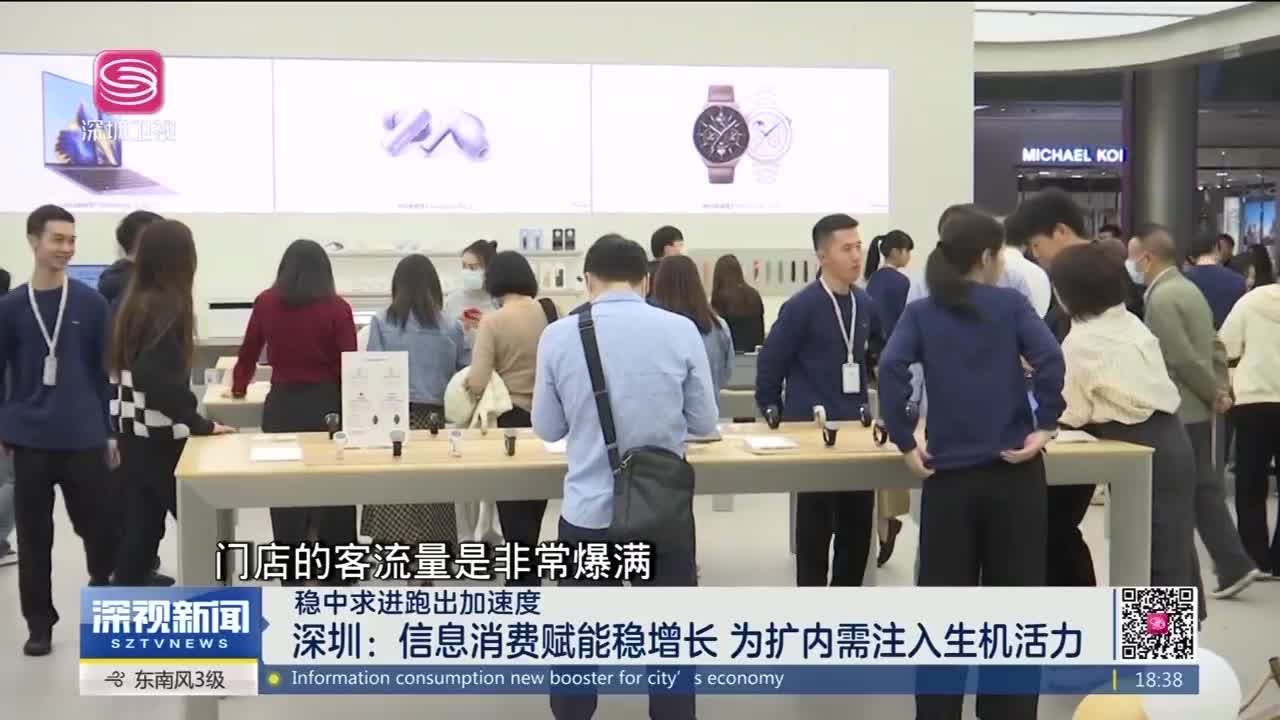 深圳卫视
MICHAEL KO
门店的客流量是非常爆满
深视新闻
SZTVNEWS
稳中求进跑出加速度
深圳：信息消费赋能稳增长 为扩内需注入生机活力
东南风3级
Information consumption new booster for city's economy
18:38